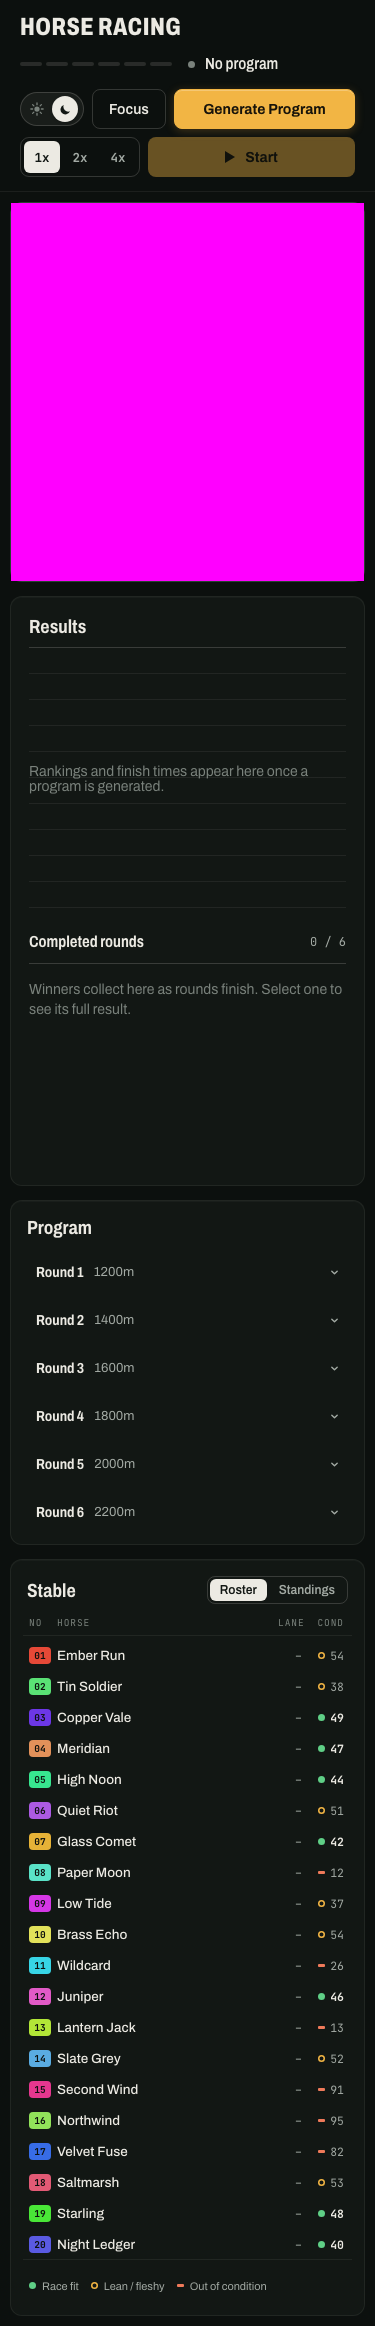 HORSE RACING
No program
Focus
Generate Program
1x 2x 4x
Start
Results
Rankings and finish times appear here once a
program is generated.
Completed rounds 0 / 6
Winners collect here as rounds finish. Select one to
see its full result.
Program
Round 1 1200m
Round 2 1400m
Round 3 1600m
Round 4 1800m
Round 5 2000m
Round 6 2200m
Stable Roster Standings
NO HORSE LANE COND
01 Ember Run – 54
02 Tin Soldier – 38
03 Copper Vale – 49
04 Meridian – 47
05 High Noon – 44
06 Quiet Riot – 51
07 Glass Comet – 42
08 Paper Moon – 12
09 Low Tide – 37
10 Brass Echo – 54
11 Wildcard – 26
12 Juniper – 46
13 Lantern Jack – 13
14 Slate Grey – 52
15 Second Wind – 91
16 Northwind – 95
17 Velvet Fuse – 82
18 Saltmarsh – 53
19 Starling – 48
20 Night Ledger – 40
Race fit Lean / fleshy Out of condition